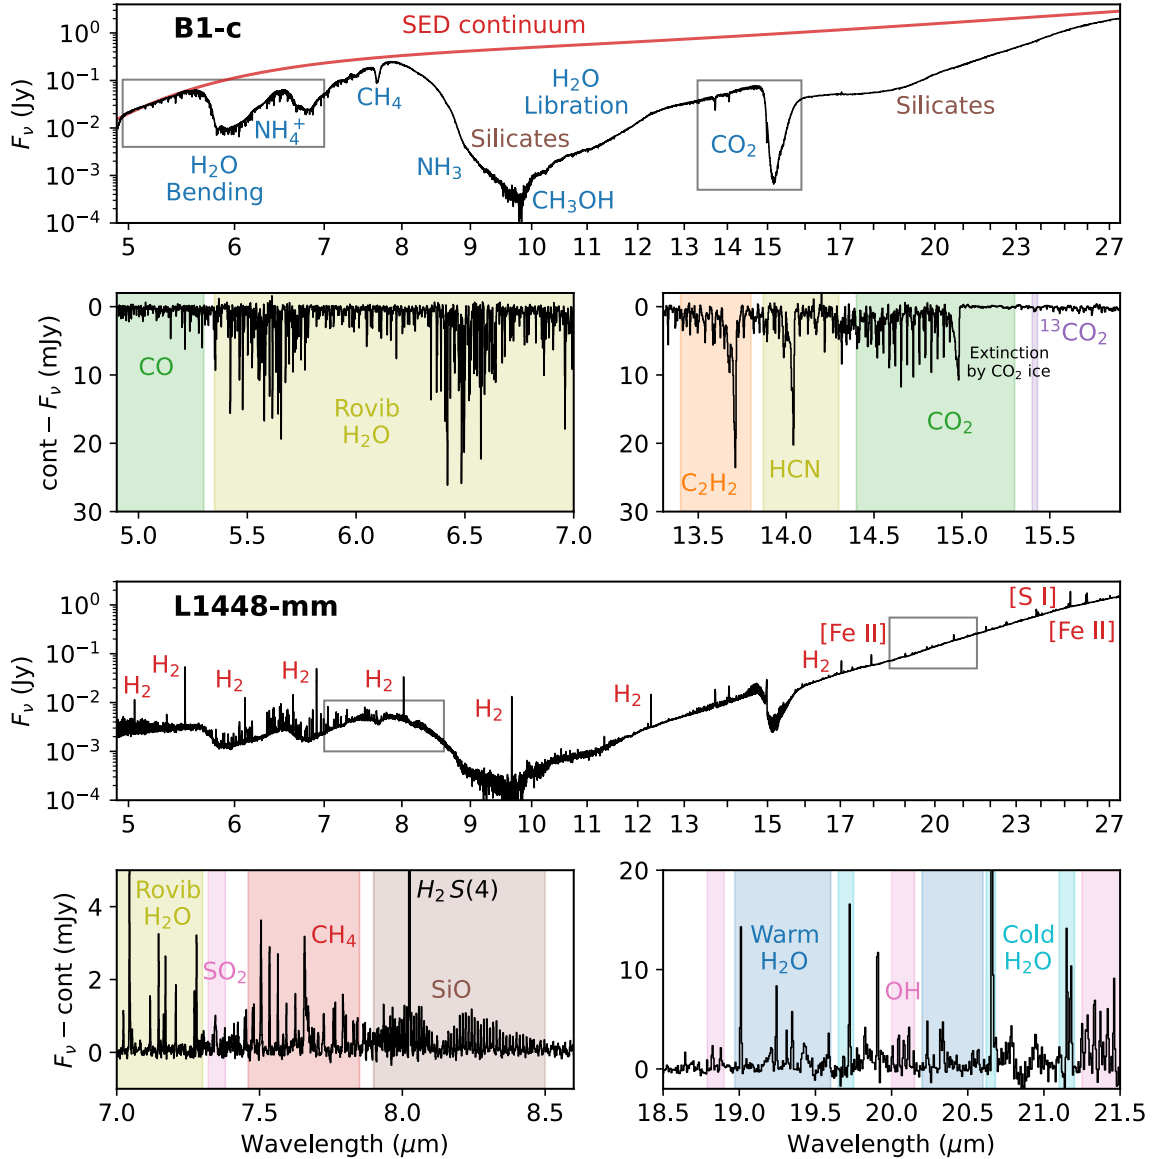 B1-c
SED continuum
F_ν (Jy)
10⁰
10⁻¹
10⁻²
10⁻³
10⁻⁴
H₂O
Bending
NH₄⁺
CH₄
NH₃
Silicates
CH₃OH
H₂O
Libration
CO₂
Silicates
5 6 7 8 9 10 11 12 13 14 15 17 20 23 27
cont − F_ν (mJy)
0
10
20
30
CO
Rovib
H₂O
5.0 5.5 6.0 6.5 7.0
0
10
20
30
C₂H₂
HCN
CO₂
Extinction
by CO₂ ice
¹³CO₂
13.5 14.0 14.5 15.0 15.5
L1448-mm
F_ν (Jy)
10⁰
10⁻¹
10⁻²
10⁻³
10⁻⁴
H₂
H₂
H₂
H₂
H₂
H₂
H₂
H₂
[Fe II]
[S I]
[Fe II]
5 6 7 8 9 10 11 12 13 15 17 20 23 27
F_ν − cont (mJy)
4
2
0
Rovib
H₂O
SO₂
CH₄
H₂ S(4)
SiO
7.0 7.5 8.0 8.5
Wavelength (μm)
20
10
0
Warm
H₂O
OH
Cold
H₂O
18.5 19.0 19.5 20.0 20.5 21.0 21.5
Wavelength (μm)